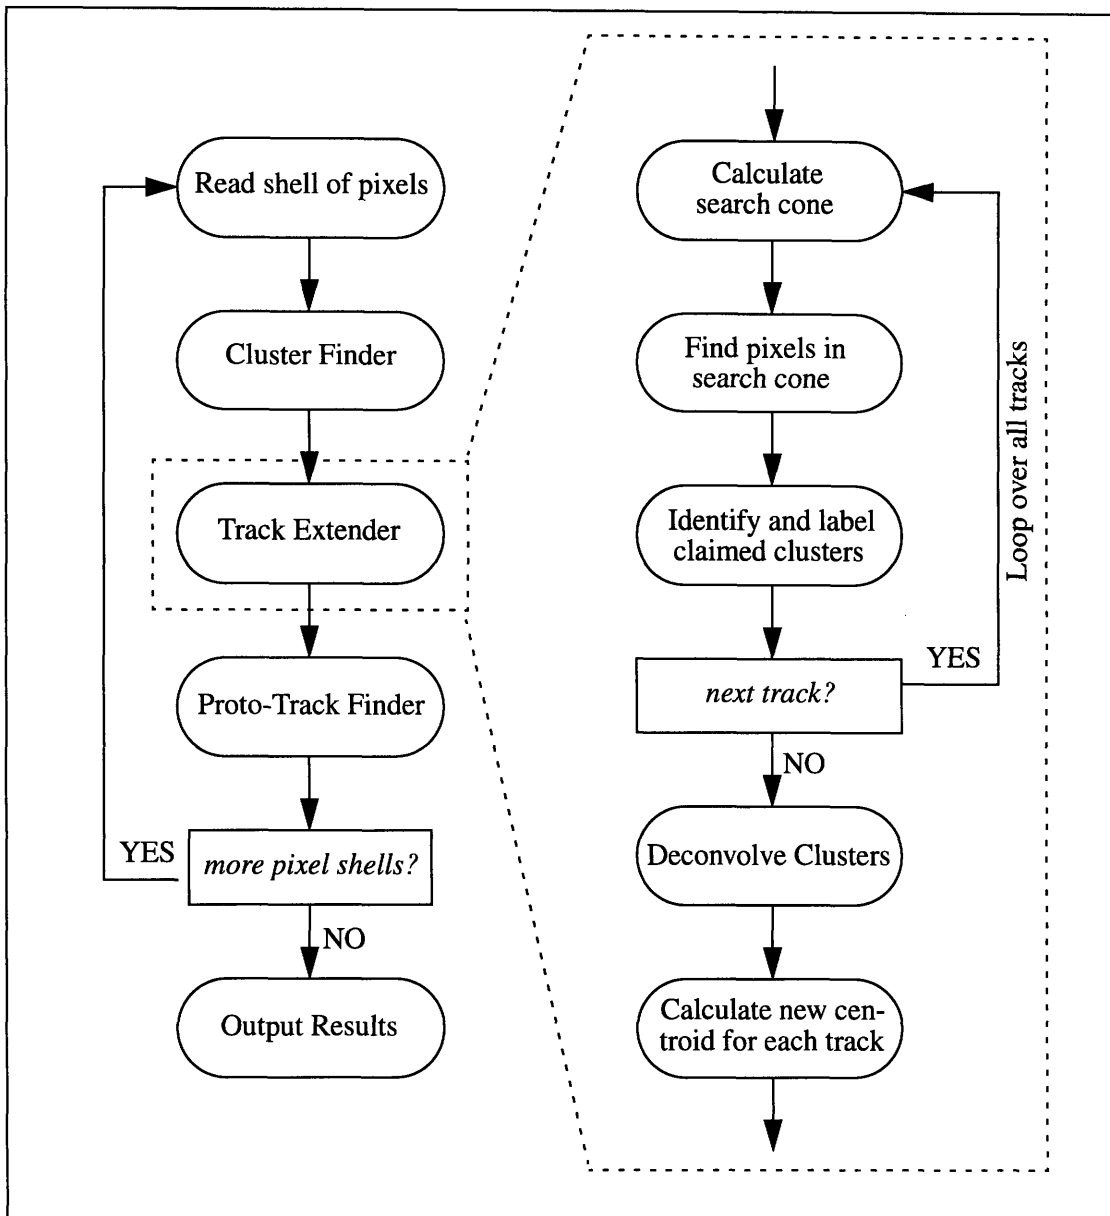 Read shell of pixels
Cluster Finder
Track Extender
Proto-Track Finder
YES
more pixel shells?
NO
Output Results
Calculate
search cone
Find pixels in
search cone
Identify and label
claimed clusters
Loop over all tracks
YES
next track?
NO
Deconvolve Clusters
Calculate new cen-
troid for each track